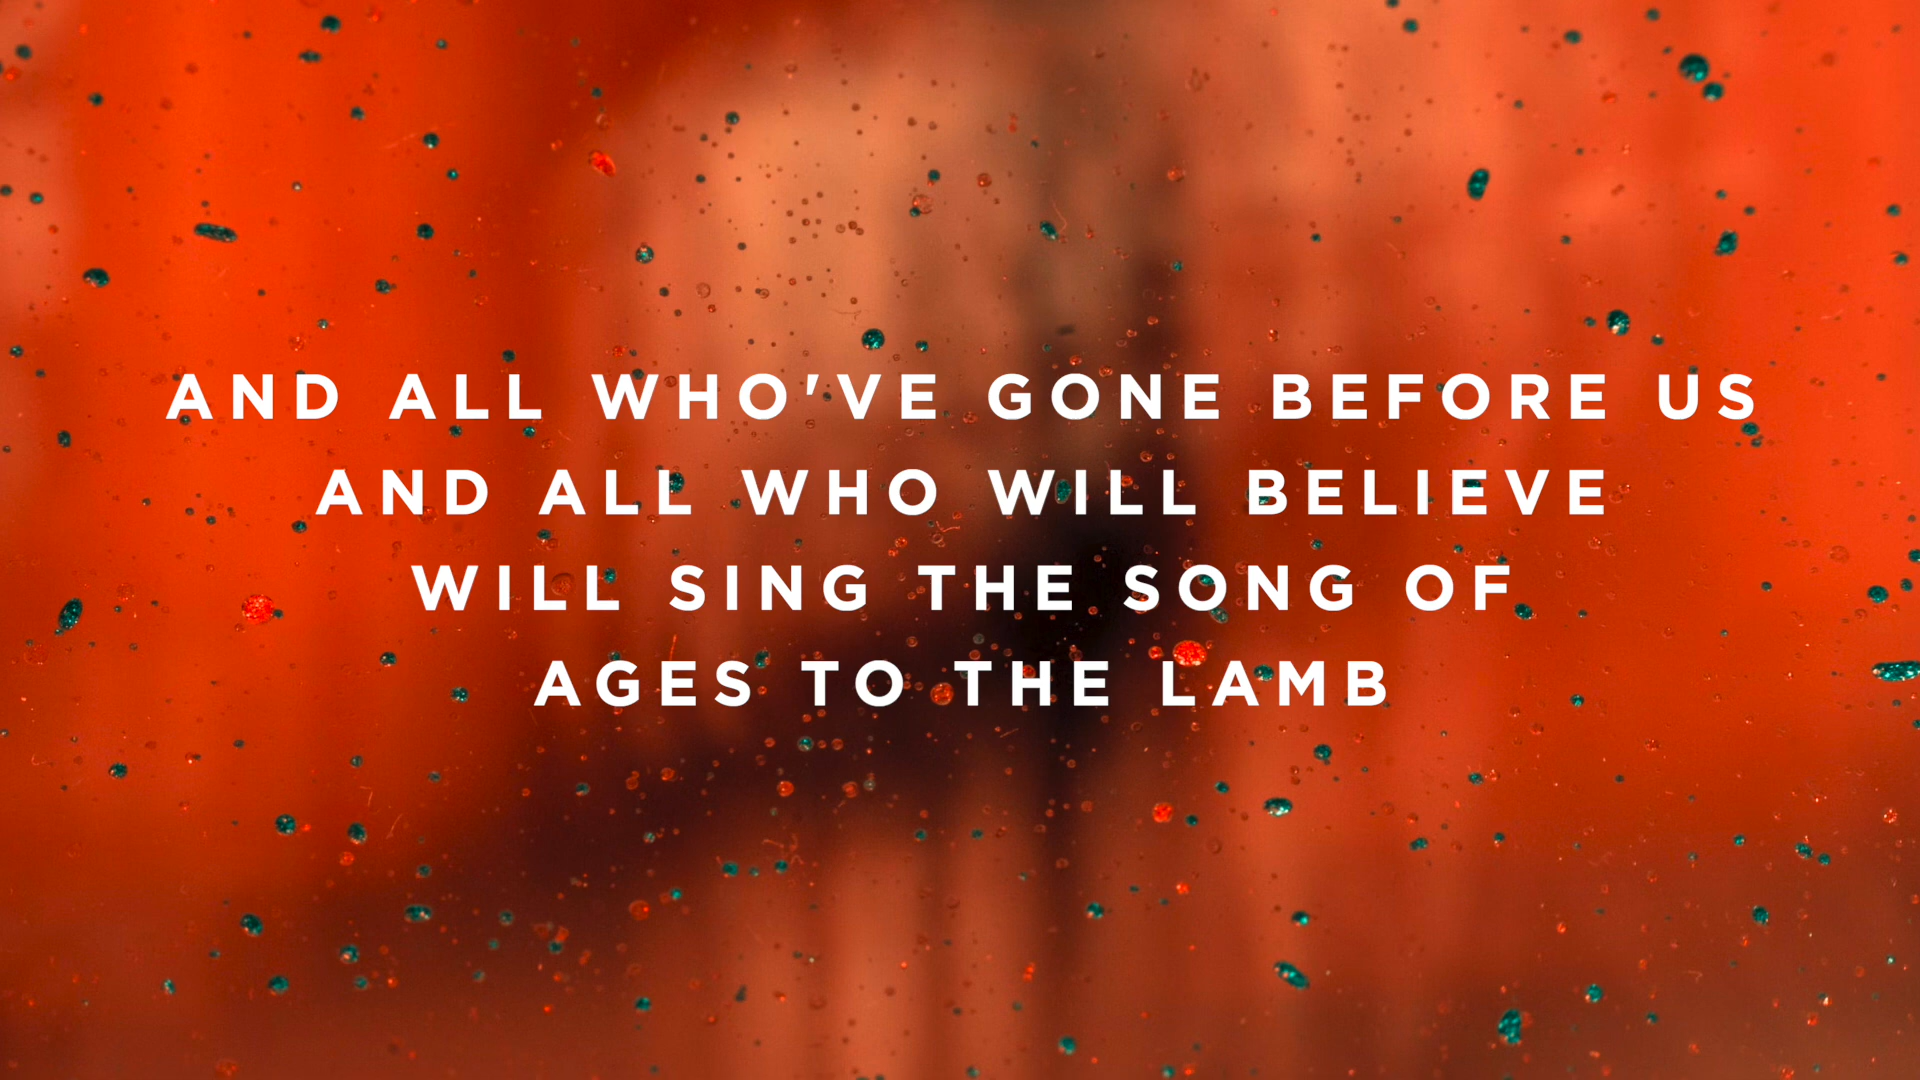 AND ALL WHO'VE GONE BEFORE US
AND ALL WHO WILL BELIEVE
WILL SING THE SONG OF
AGES TO THE LAMB